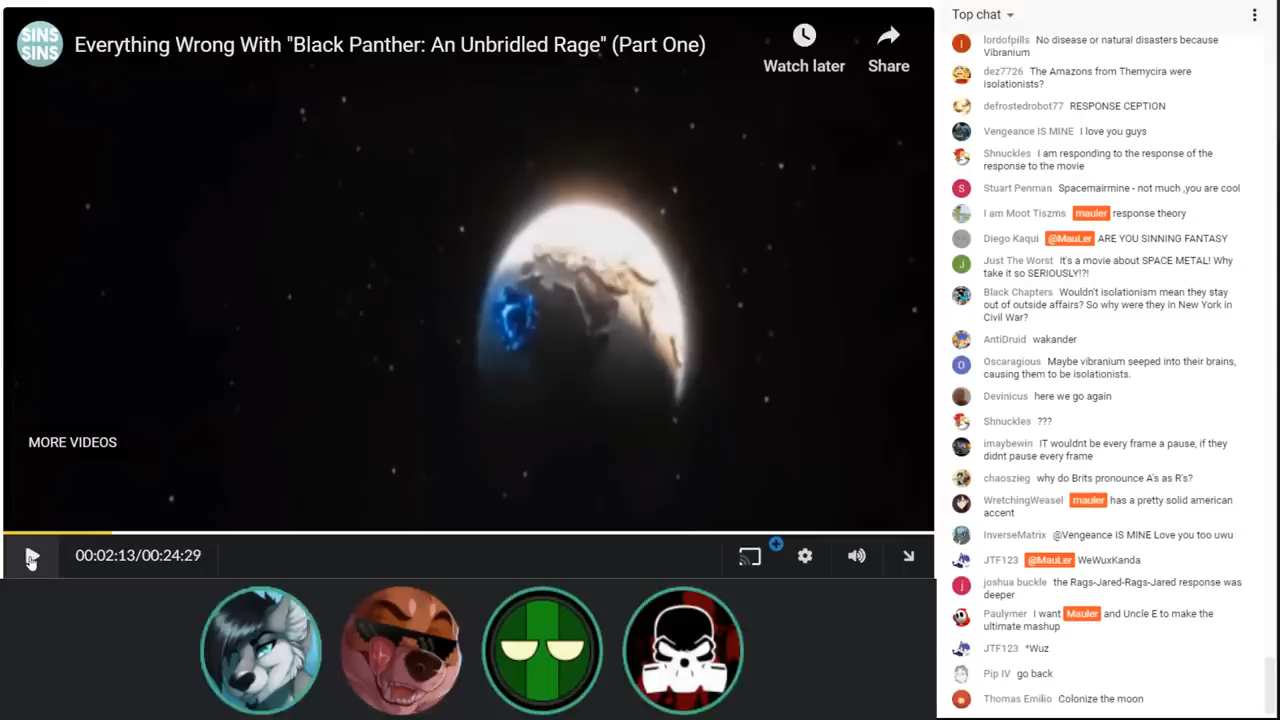 SINS
SINS
Everything Wrong With "Black Panther: An Unbridled Rage" (Part One)
Watch later
Share
MORE VIDEOS
00:02:13/00:24:29
Top chat
lordofpills No disease or natural disasters because
Vibranium
dez7726 The Amazons from Themycira were
isolationists?
defrostedrobot77 RESPONSE CEPTION
Vengeance IS MINE I love you guys
Shnuckles I am responding to the response of the
response to the movie
S
Stuart Penman Spacemairmine - not much ,you are cool
I am Moot Tiszms mauler response theory
Diego Kaqui @MauLer ARE YOU SINNING FANTASY
J
Just The Worst It's a movie about SPACE METAL! Why
take it so SERIOUSLY!?!
Black Chapters Wouldn't isolationism mean they stay
out of outside affairs? So why were they in New York in
Civil War?
AntiDruid wakander
O
Oscaragious Maybe vibranium seeped into their brains,
causing them to be isolationists.
Devinicus here we go again
Shnuckles ???
imaybewin IT wouldnt be every frame a pause, if they
didnt pause every frame
chaoszieg why do Brits pronounce A's as R's?
WretchingWeasel mauler has a pretty solid american
accent
InverseMatrix @Vengeance IS MINE Love you too uwu
JTF123 @MauLer WeWuxKanda
j
joshua buckle the Rags-Jared-Rags-Jared response was
deeper
Paulymer I want Mauler and Uncle E to make the
ultimate mashup
JTF123 *Wuz
Pip IV go back
Thomas Emilio Colonize the moon